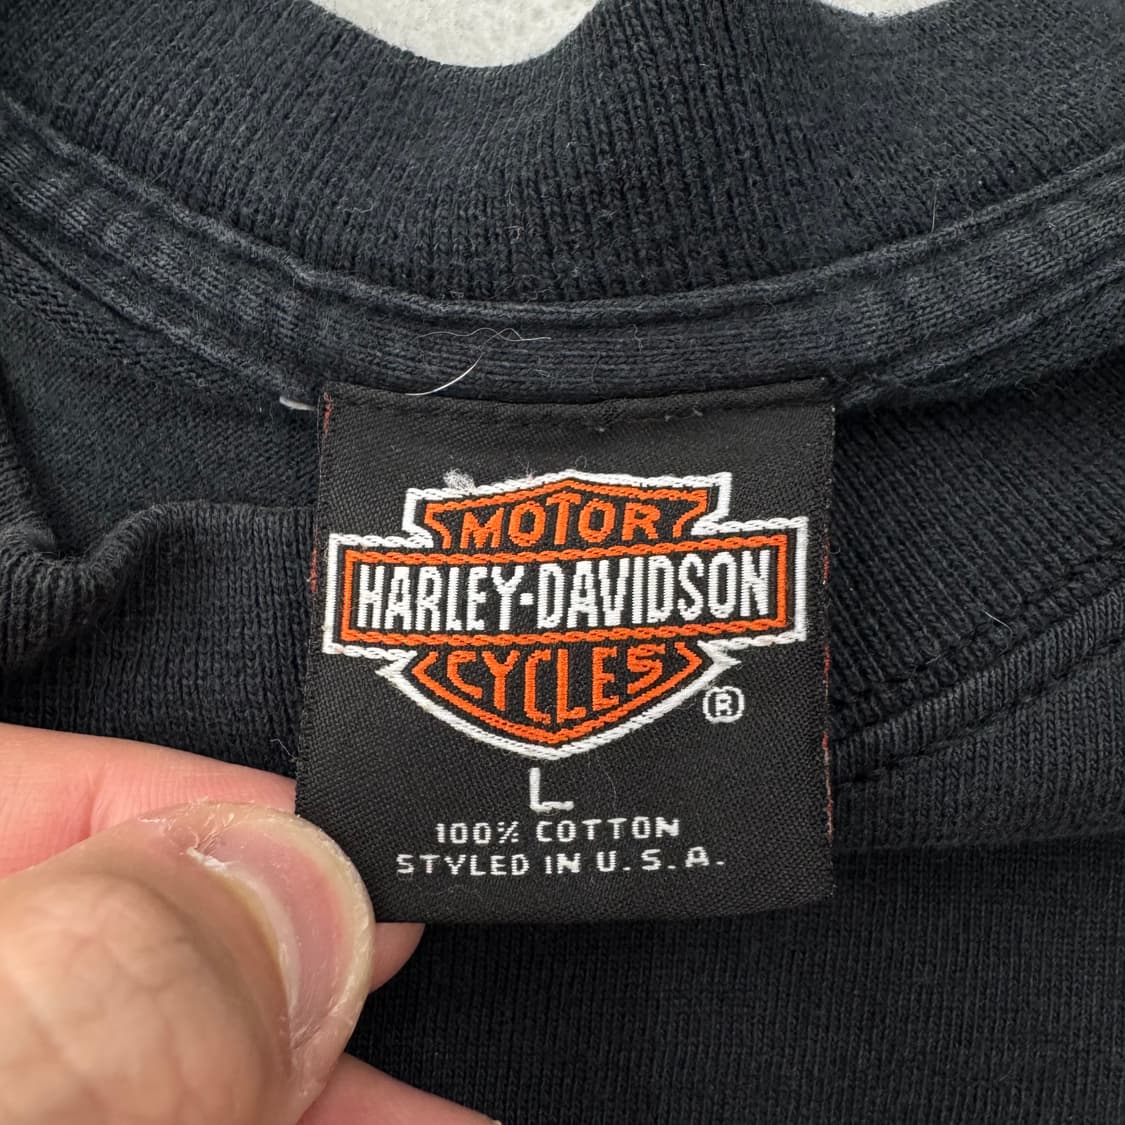 MOTOR
HARLEY-DAVIDSON
CYCLES
®
L
100% COTTON
STYLED IN U.S.A.